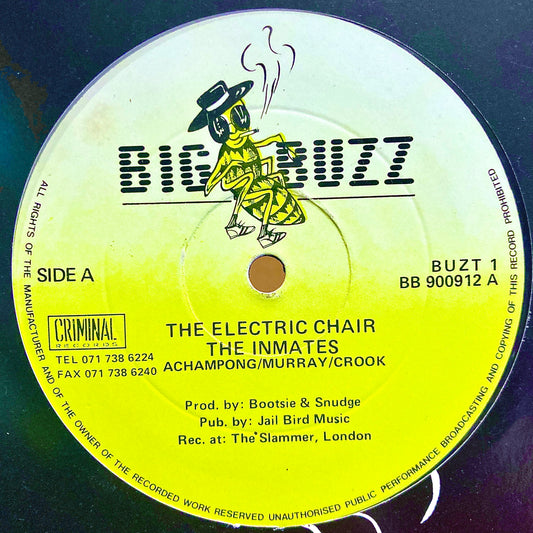 BIG BUZZ
SIDE A
BUZT 1
BB 900912 A
CRIMINAL
RECORDS
TEL 071 738 6224
FAX 071 738 6240
THE ELECTRIC CHAIR
THE INMATES
ACHAMPONG/MURRAY/CROOK
Prod. by: Bootsie & Snudge
Pub. by: Jail Bird Music
Rec. at: The Slammer, London
ALL RIGHTS OF THE MANUFACTURER AND OF THE OWNER OF THE RECORDED WORK RESERVED UNAUTHORISED PUBLIC PERFORMANCE BROADCASTING AND COPYING OF THIS RECORD PROHIBITED